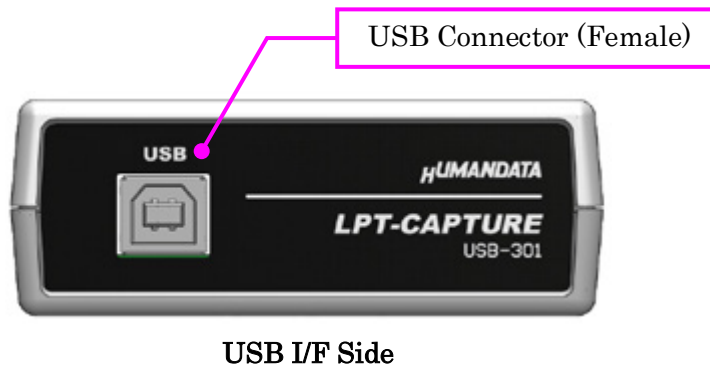 USB Connector (Female)
USB
HUMANDATA
LPT-CAPTURE
USB-301
USB I/F Side